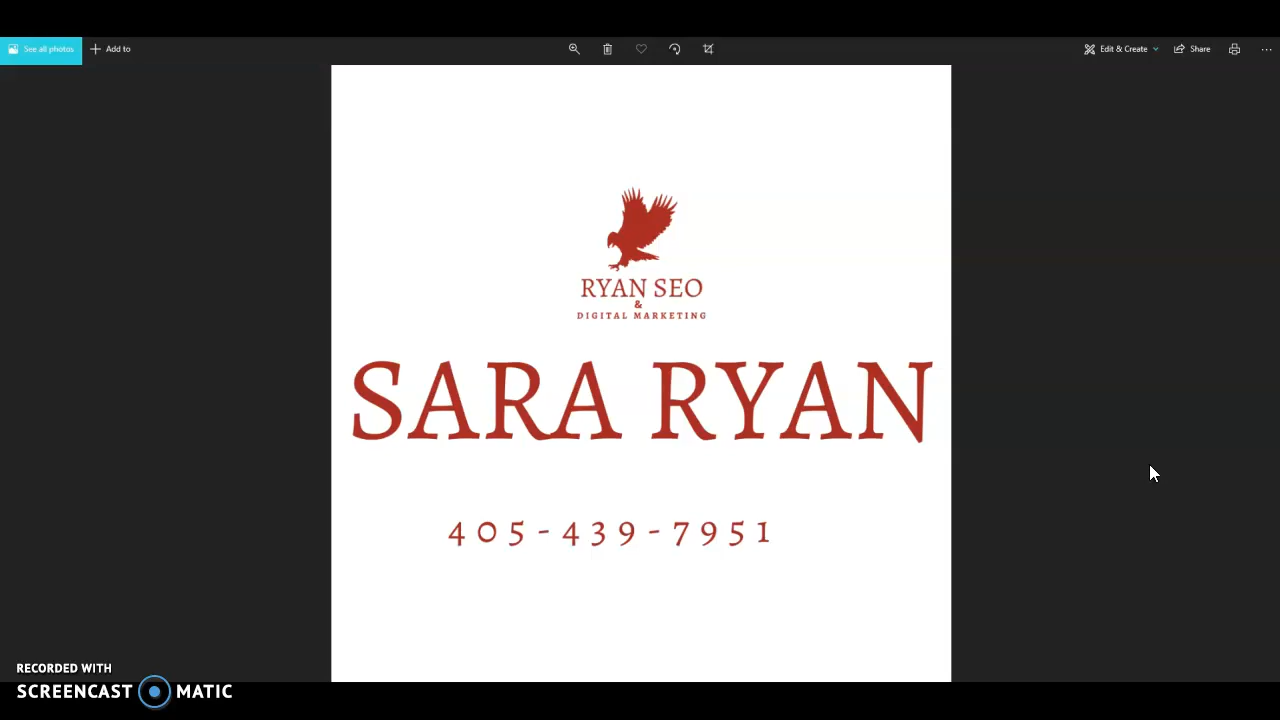 See all photos
Add to
Edit & Create
Share
RYAN SEO
&
DIGITAL MARKETING
SARA RYAN
405-439-7951
RECORDED WITH
SCREENCAST MATIC